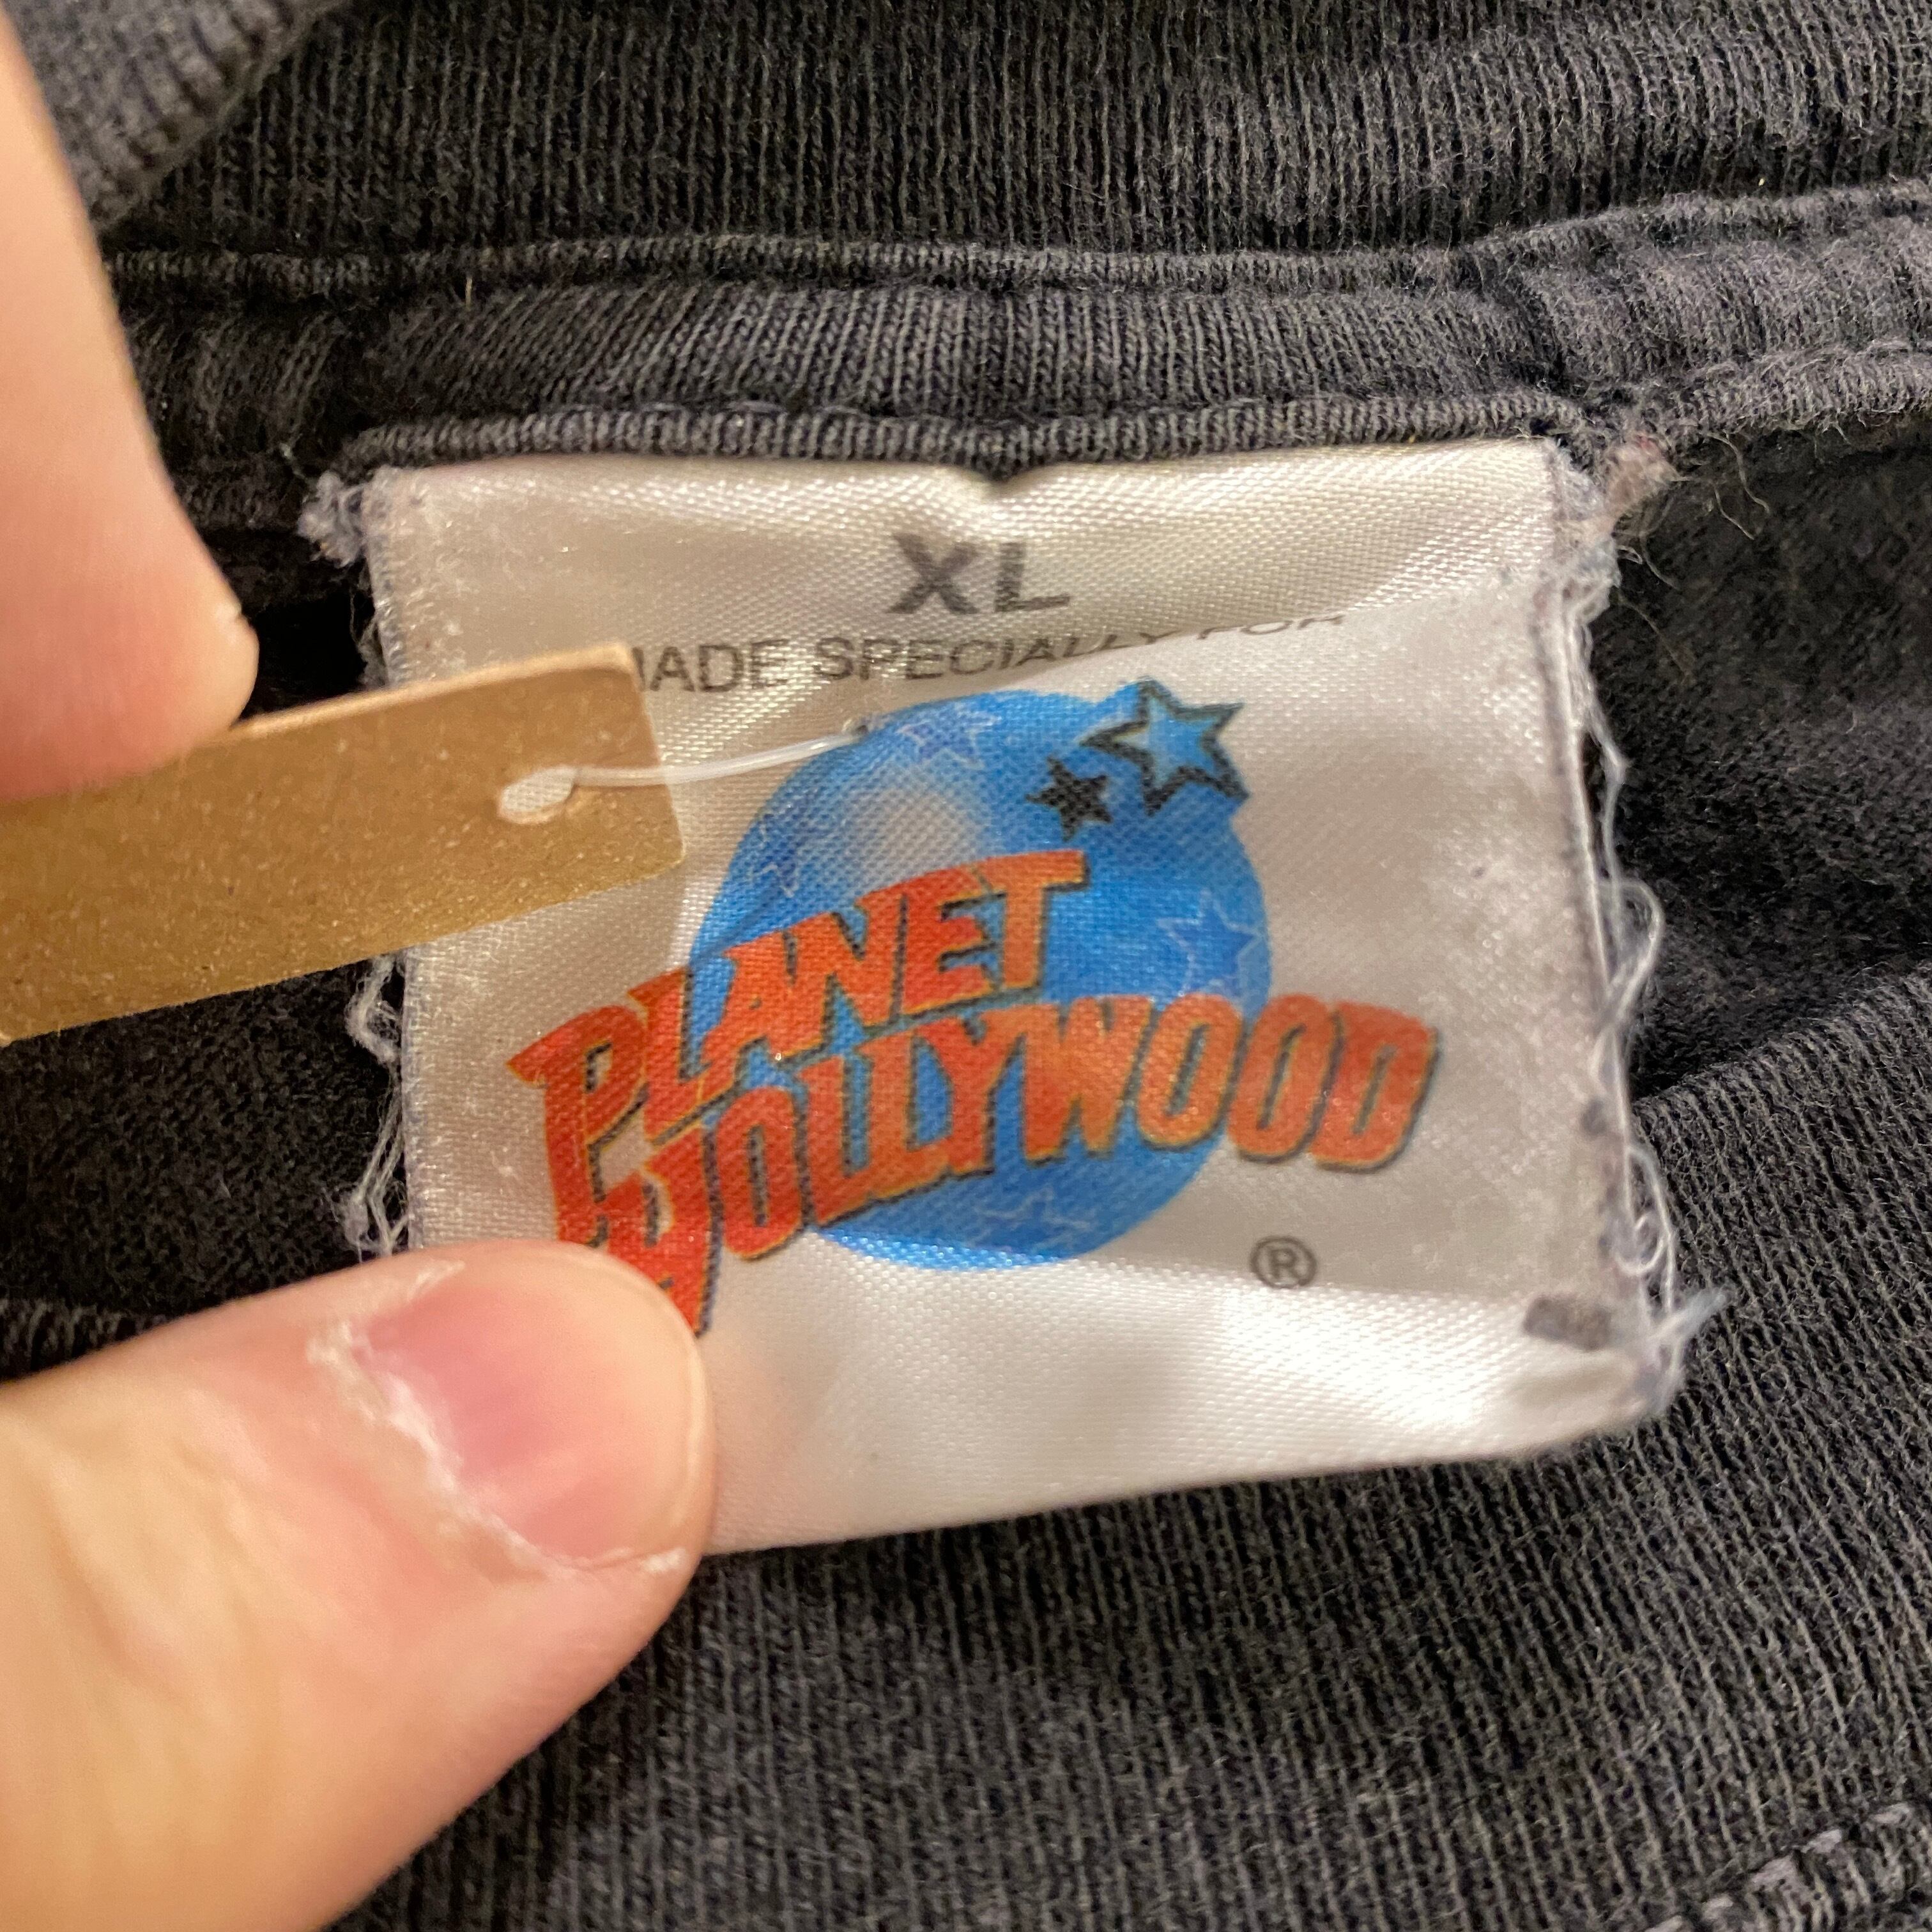 XL
MADE SPECIALLY FOR
PLANET
HOLLYWOOD
®